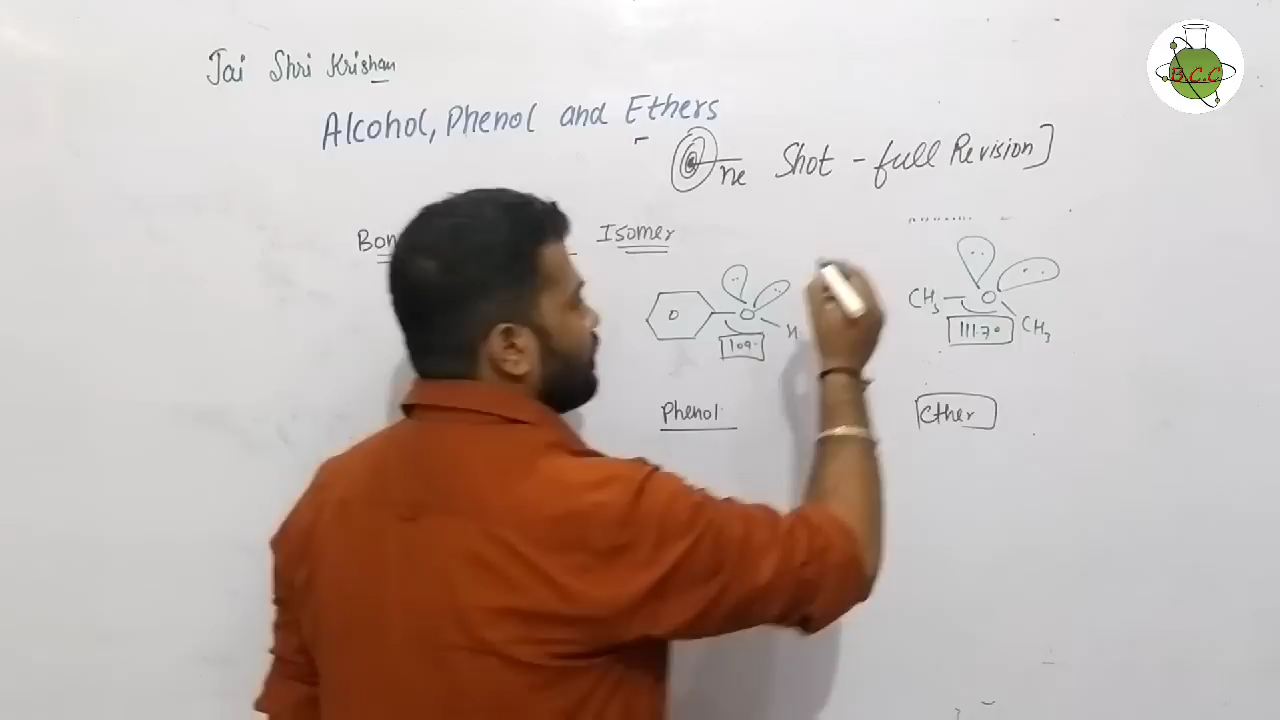 Jai Shri Krishan
B.C.C
Alcohol, Phenol and Ethers
One Shot - full Revision]
Bon
Isomer
H
109°
CH3 O CH3
111.7°
Phenol
Ether